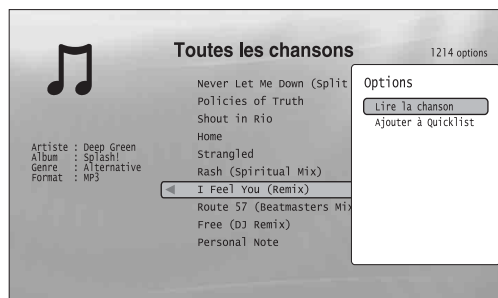 Toutes les chansons
1214 options
Artiste : Deep Green
Album : Splash!
Genre : Alternative
Format : MP3
Never Let Me Down (Split
Policies of Truth
Shout in Rio
Home
Strangled
Rash (Spiritual Mix)
I Feel You (Remix)
Route 57 (Beatmasters Mix
Free (DJ Remix)
Personal Note
Options
Lire la chanson
Ajouter à Quicklist